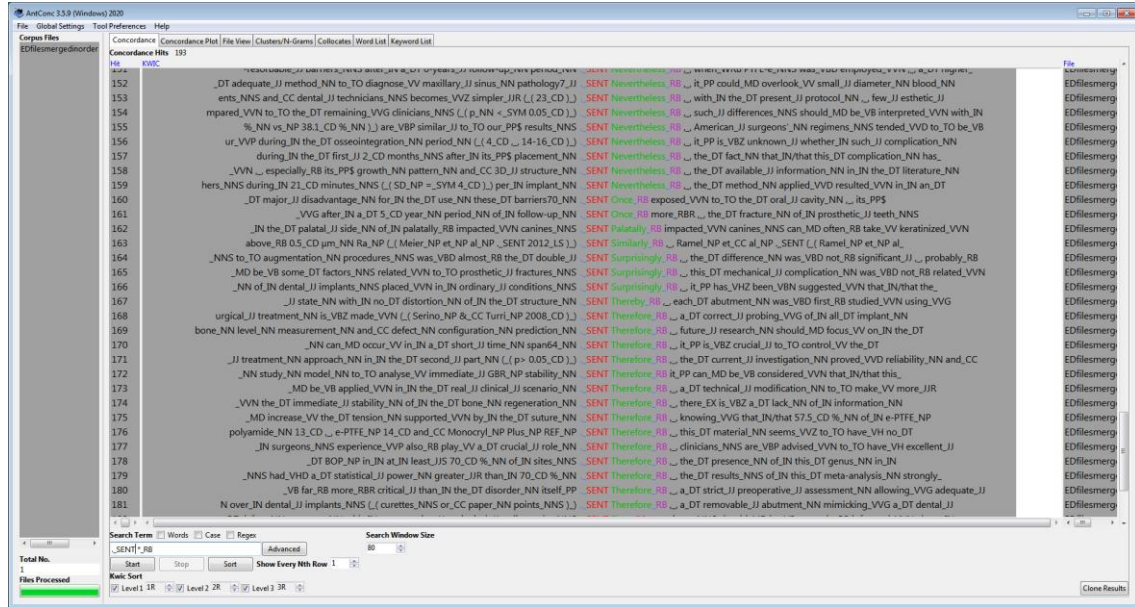 AntConc 3.5.9 (Windows) 2020
File Global Settings Tool Preferences Help
Corpus Files
EDfilesmergedinorder
Concordance Concordance Plot File View Clusters/N-Grams Collocates Word List Keyword List
Concordance Hits 193
Hit KWIC File
152 _DT adequate_JJ method_NN to_TO diagnose_VV maxillary_JJ sinus_NN pathology7_JJ ._SENT Nevertheless_RB ,_, it_PP could_MD overlook_VV small_JJ diameter_NN blood_NN EDfilesmerge
153 ents_NNS and_CC dental_JJ technicians_NNS becomes_VVZ simpler_JJR (_( 23_CD )_) ._SENT Nevertheless_RB ,_, with_IN the_DT present_JJ protocol_NN ,_, few_JJ esthetic_JJ EDfilesmerge
154 mpared_VVN to_TO the_DT remaining_VVG clinicians_NNS (_( p_NN <_SYM 0.05_CD )_) ._SENT Nevertheless_RB ,_, such_JJ differences_NNS should_MD be_VB interpreted_VVN with_IN EDfilesmerge
155 %_NN vs_NP 38.1_CD %_NN )_) are_VBP similar_JJ to_TO our_PP$ results_NNS ._SENT Nevertheless_RB ,_, American_JJ surgeons'_NN regimens_NNS tended_VVD to_TO be_VB EDfilesmerge
156 ur_VVP during_IN the_DT osseointegration_NN period_NN (_( 4_CD ,_, 14-16_CD )_) ._SENT Nevertheless_RB ,_, it_PP is_VBZ unknown_JJ whether_IN such_JJ complication_NN EDfilesmerge
157 during_IN the_DT first_JJ 2_CD months_NNS after_IN its_PP$ placement_NN ._SENT Nevertheless_RB ,_, the_DT fact_NN that_IN/that this_DT complication_NN has_ EDfilesmerge
158 _VVN ,_, especially_RB its_PP$ growth_NN pattern_NN and_CC 3D_JJ structure_NN ._SENT Nevertheless_RB ,_, the_DT available_JJ information_NN in_IN the_DT literature_NN EDfilesmerge
159 hers_NNS during_IN 21_CD minutes_NNS (_( SD_NP =_SYM 4_CD )_) per_IN implant_NN ._SENT Nevertheless_RB ,_, the_DT method_NN applied_VVD resulted_VVN in_IN an_DT EDfilesmerge
160 _DT major_JJ disadvantage_NN for_IN the_DT use_NN these_DT barriers70_NN ._SENT Once_RB exposed_VVN to_TO the_DT oral_JJ cavity_NN ,_, its_PP$ EDfilesmerge
161 _VVG after_IN a_DT 5_CD year_NN period_NN of_IN follow-up_NN ._SENT Once_RB more_RBR ,_, the_DT fracture_NN of_IN prosthetic_JJ teeth_NNS EDfilesmerge
162 _IN the_DT palatal_JJ side_NN of_IN palatally_RB impacted_VVN canines_NNS ._SENT Palatally_RB impacted_VVN canines_NNS can_MD often_RB take_VV keratinized_VVN EDfilesmerge
163 above_RB 0.5_CD μm_NN Ra_NP (_( Meier_NP et_NP al_NP ._SENT 2012_LS )_) ._SENT Similarly_RB ,_, Ramel_NP et_CC al_NP ._SENT (_( Ramel_NP et_NP al_ EDfilesmerge
164 _NNS to_TO augmentation_NN procedures_NNS was_VBD almost_RB the_DT double_JJ ._SENT Surprisingly_RB ,_, the_DT difference_NN was_VBD not_RB significant_JJ ,_, probably_RB EDfilesmerge
165 _MD be_VB some_DT factors_NNS related_VVN to_TO prosthetic_JJ fractures_NNS ._SENT Surprisingly_RB ,_, this_DT mechanical_JJ complication_NN was_VBD not_RB related_VVN EDfilesmerge
166 _NN of_IN dental_JJ implants_NNS placed_VVN in_IN ordinary_JJ conditions_NNS ._SENT Surprisingly_RB ,_, it_PP has_VHZ been_VBN suggested_VVN that_IN/that the_ EDfilesmerge
167 _JJ state_NN with_IN no_DT distortion_NN of_IN the_DT structure_NN ._SENT Thereby_RB ,_, each_DT abutment_NN was_VBD first_RB studied_VVN using_VVG EDfilesmerge
168 urgical_JJ treatment_NN is_VBZ made_VVN (_( Serino_NP &_CC Turri_NP 2008_CD )_) ._SENT Therefore_RB ,_, a_DT correct_JJ probing_VVG of_IN all_DT implant_NN EDfilesmerge
169 bone_NN level_NN measurement_NN and_CC defect_NN configuration_NN prediction_NN ._SENT Therefore_RB ,_, future_JJ research_NN should_MD focus_VV on_IN the_DT EDfilesmerge
170 _NN can_MD occur_VV in_IN a_DT short_JJ time_NN span64_NN ._SENT Therefore_RB ,_, it_PP is_VBZ crucial_JJ to_TO control_VV the_DT EDfilesmerge
171 _JJ treatment_NN approach_NN in_IN the_DT second_JJ part_NN (_( p> 0.05_CD )_) ._SENT Therefore_RB ,_, the_DT current_JJ investigation_NN proved_VVD reliability_NN and_CC EDfilesmerge
172 _NN study_NN model_NN to_TO analyse_VV immediate_JJ GBR_NP stability_NN ._SENT Therefore_RB it_PP can_MD be_VB considered_VVN that_IN/that this_ EDfilesmerge
173 _MD be_VB applied_VVN in_IN the_DT real_JJ clinical_JJ scenario_NN ._SENT Therefore_RB ,_, a_DT technical_JJ modification_NN to_TO make_VV more_JJR EDfilesmerge
174 _VVN the_DT immediate_JJ stability_NN of_IN the_DT bone_NN regeneration_NN ._SENT Therefore_RB ,_, there_EX is_VBZ a_DT lack_NN of_IN information_NN EDfilesmerge
175 _MD increase_VV the_DT tension_NN supported_VVN by_IN the_DT suture_NN ._SENT Therefore_RB ,_, knowing_VVG that_IN/that 57.5_CD %_NN of_IN e-PTFE_NP EDfilesmerge
176 polyamide_NN 13_CD ,_, e-PTFE_NP 14_CD and_CC Monocryl_NP Plus_NP REF_NP ._SENT Therefore_RB ,_, this_DT material_NN seems_VVZ to_TO have_VH no_DT EDfilesmerge
177 _IN surgeons_NNS experience_VVP also_RB play_VV a_DT crucial_JJ role_NN ._SENT Therefore_RB ,_, clinicians_NNS are_VBP advised_VVN to_TO have_VH excellent_JJ EDfilesmerge
178 _DT BOP_NP in_IN at_IN least_JJS 70_CD %_NN of_IN sites_NNS ._SENT Therefore_RB ,_, the_DT presence_NN of_IN this_DT genus_NN in_IN EDfilesmerge
179 _NNS had_VHD a_DT statistical_JJ power_NN greater_JJR than_IN 70_CD %_NN ._SENT Therefore_RB ,_, the_DT results_NNS of_IN this_DT meta-analysis_NN strongly_ EDfilesmerge
180 _VB far_RB more_RBR critical_JJ than_IN the_DT disorder_NN itself_PP ._SENT Therefore_RB ,_, a_DT strict_JJ preoperative_JJ assessment_NN allowing_VVG adequate_JJ EDfilesmerge
181 N over_IN dental_JJ implants_NNS (_( curettes_NNS or_CC paper_NN points_NNS )_) ._SENT Therefore_RB ,_, a_DT removable_JJ abutment_NN mimicking_VVG a_DT dental_JJ EDfilesmerge
Search Term Words Case Regex Search Window Size
._SENT *_RB Advanced 80
Total No.
1
Start Stop Sort Show Every Nth Row 1
Files Processed
Kwic Sort
Level 1 1R Level 2 2R Level 3 3R Clone Results